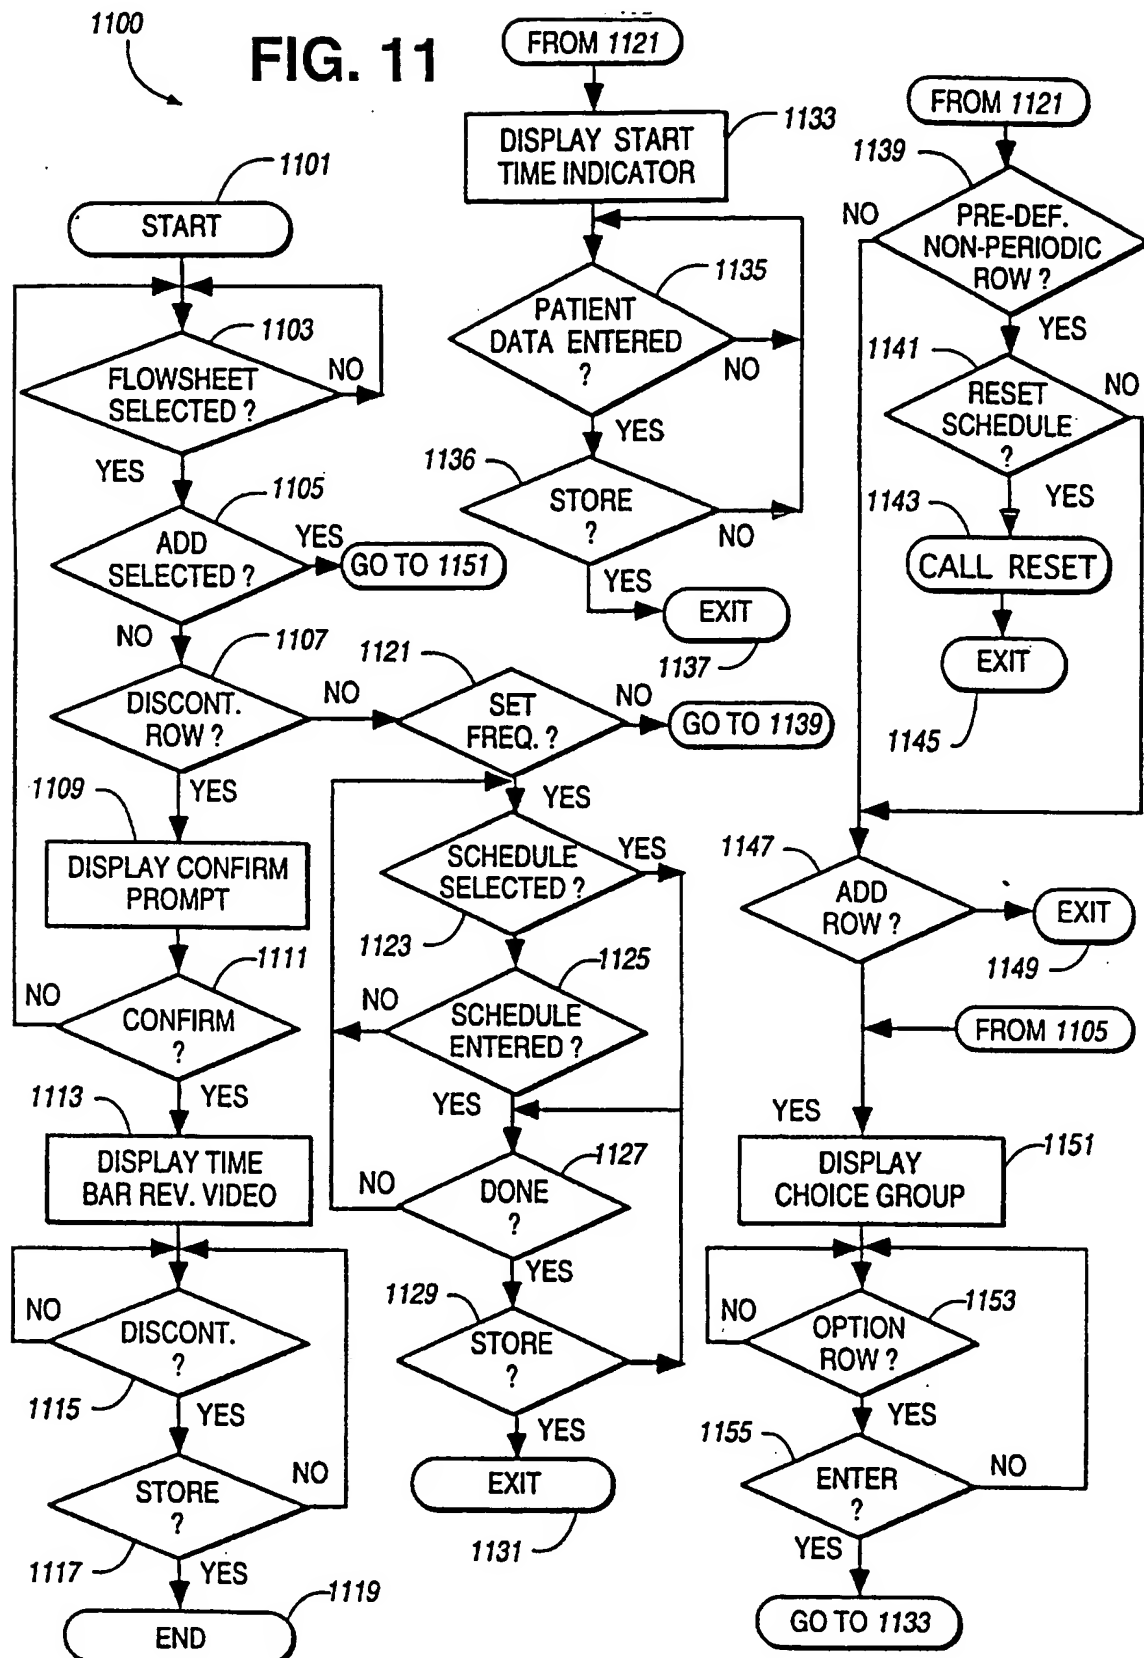 1100
FIG. 11
1101
START
1103
FLOWSHEET
SELECTED ?
NO
YES
1105
ADD
SELECTED ?
YES
GO TO 1151
NO
1107
DISCONT.
ROW ?
NO
YES
1109
DISPLAY CONFIRM
PROMPT
1111
NO
CONFIRM
?
YES
1113
DISPLAY TIME
BAR REV. VIDEO
NO
DISCONT.
?
1115
YES
STORE
?
NO
1117
YES
1119
END
FROM 1121
1133
DISPLAY START
TIME INDICATOR
1135
PATIENT
DATA ENTERED
?
NO
YES
1136
STORE
?
NO
YES
EXIT
1137
1121
SET
FREQ. ?
NO
GO TO 1139
YES
SCHEDULE
SELECTED ?
YES
1123
1125
NO
SCHEDULE
ENTERED ?
YES
1127
NO
DONE
?
YES
1129
STORE
?
YES
EXIT
1131
FROM 1121
1139
NO
PRE-DEF.
NON-PERIODIC
ROW ?
YES
1141
NO
RESET
SCHEDULE
?
YES
1143
CALL RESET
EXIT
1145
1147
ADD
ROW ?
EXIT
1149
FROM 1105
YES
1151
DISPLAY
CHOICE GROUP
1153
NO
OPTION
ROW ?
YES
1155
ENTER
?
NO
YES
GO TO 1133